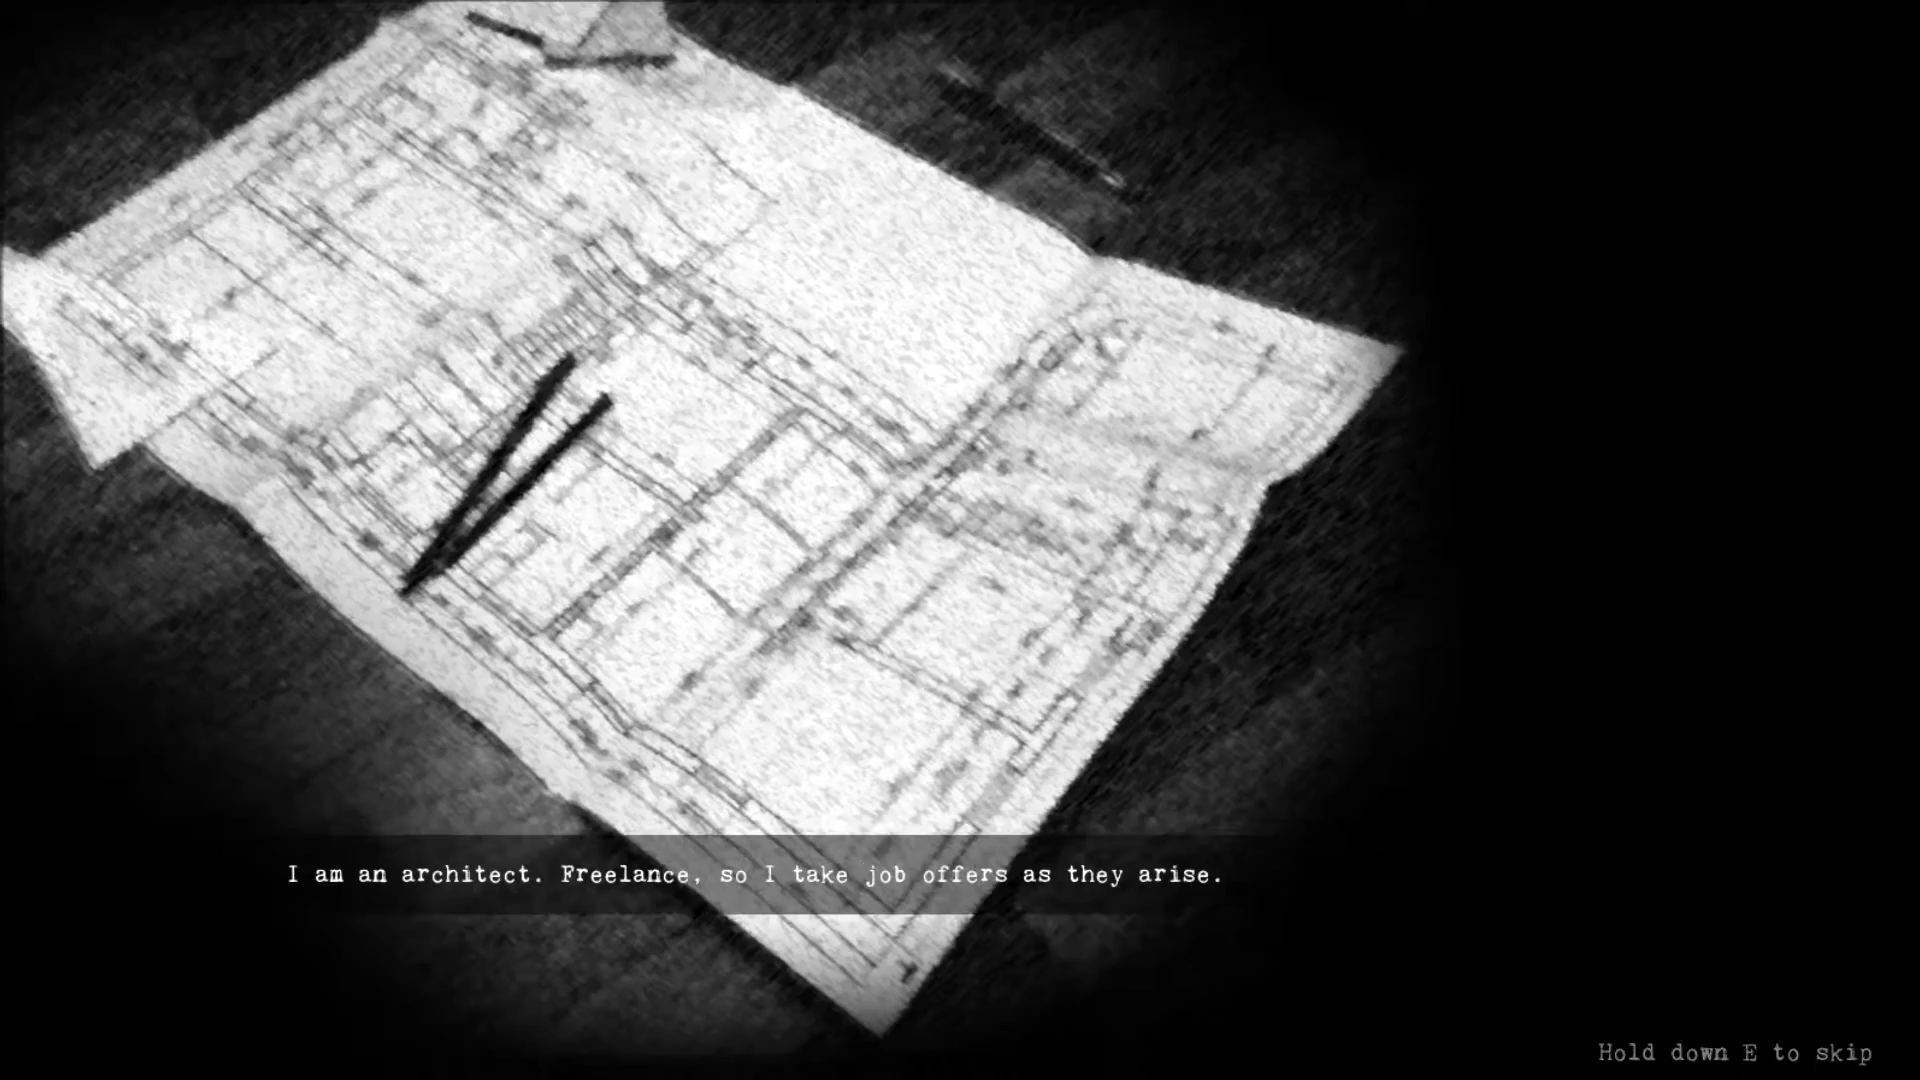 I am an architect. Freelance, so I take job offers as they arise.
Hold down E to skip